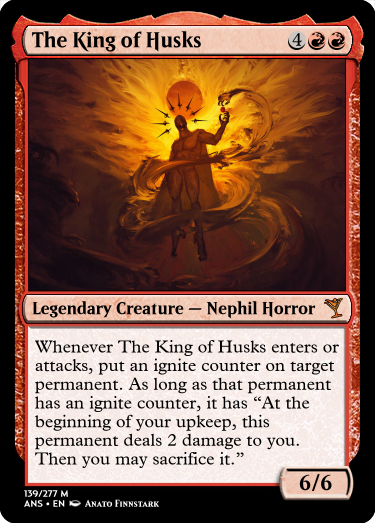 The King of Husks 4
Legendary Creature — Nephil Horror
Whenever The King of Husks enters or
attacks, put an ignite counter on target
permanent. As long as that permanent
has an ignite counter, it has “At the
beginning of your upkeep, this
permanent deals 2 damage to you.
Then you may sacrifice it.”
6/6
139/277 M
ANS • EN Anato Finnstark